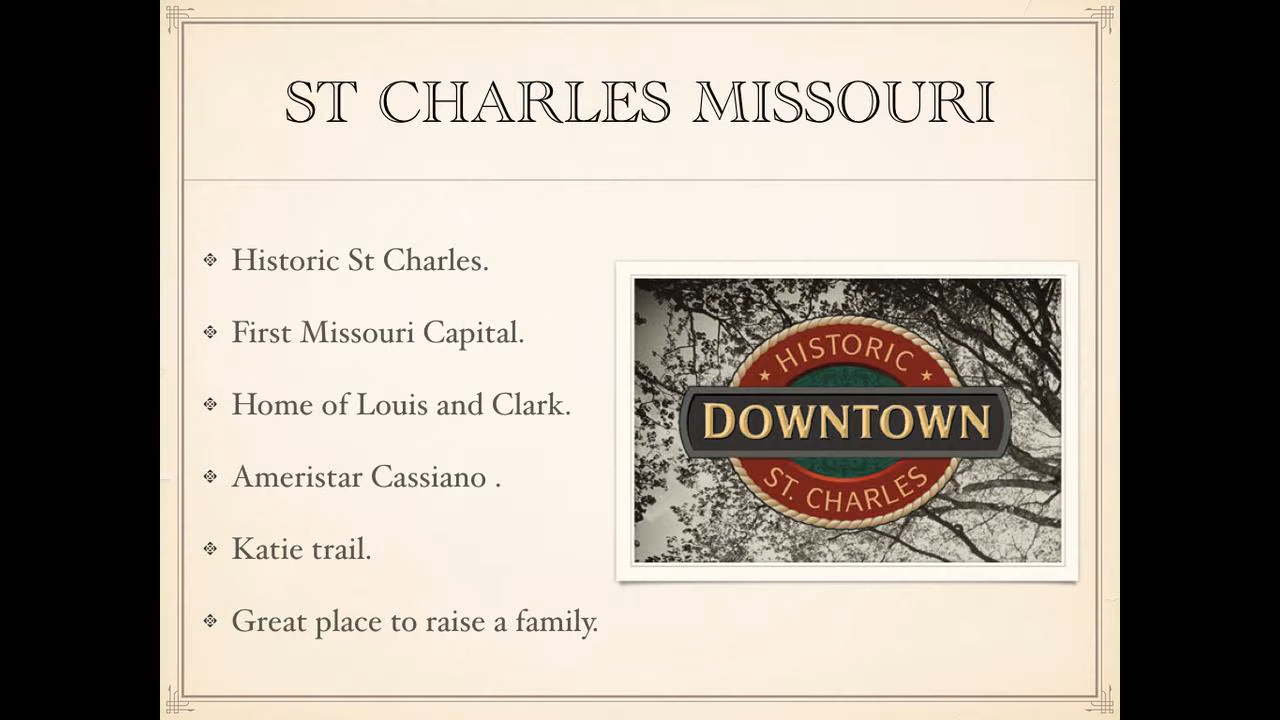 ST CHARLES MISSOURI
Historic St Charles.
First Missouri Capital.
Home of Louis and Clark.
Ameristar Cassiano .
Katie trail.
Great place to raise a family.
HISTORIC
DOWNTOWN
ST. CHARLES